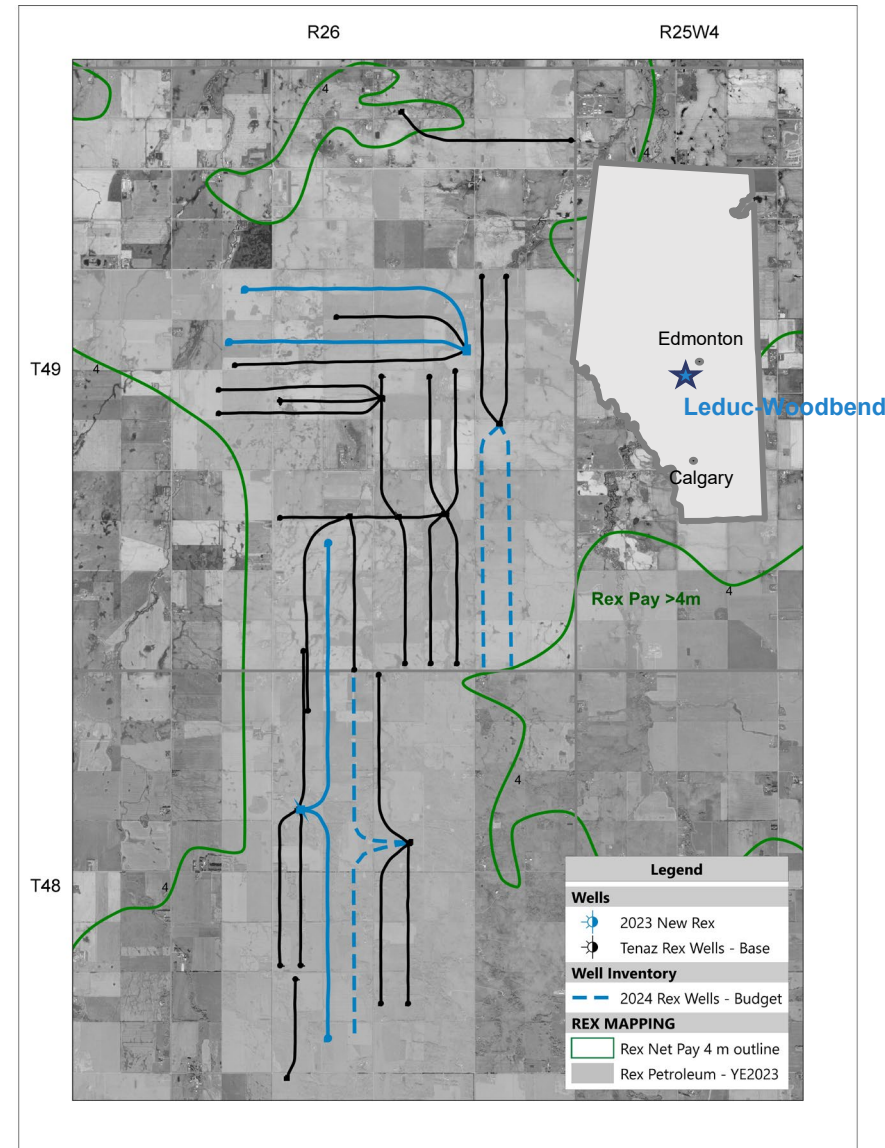 R26
R25W4
4
4
Edmonton
T49
4
Leduc-Woodbend
Calgary
4
Rex Pay >4m
4
T48
4
Legend
Wells
2023 New Rex
Tenaz Rex Wells - Base
Well Inventory
2024 Rex Wells - Budget
REX MAPPING
Rex Net Pay 4 m outline
Rex Petroleum - YE2023